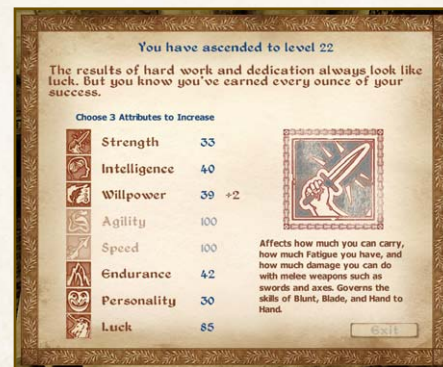 You have ascended to level 22
The results of hard work and dedication always look like
luck. But you know you've earned every ounce of your
success.
Choose 3 Attributes to Increase
Strength 33
Intelligence 40
Willpower 39 +2
Agility 100
Speed 100
Endurance 42
Personality 30
Luck 85
Affects how much you can carry,
how much Fatigue you have, and
how much damage you can do
with melee weapons such as
swords and axes. Governs the
skills of Blunt, Blade, and Hand to
Hand.
Exit